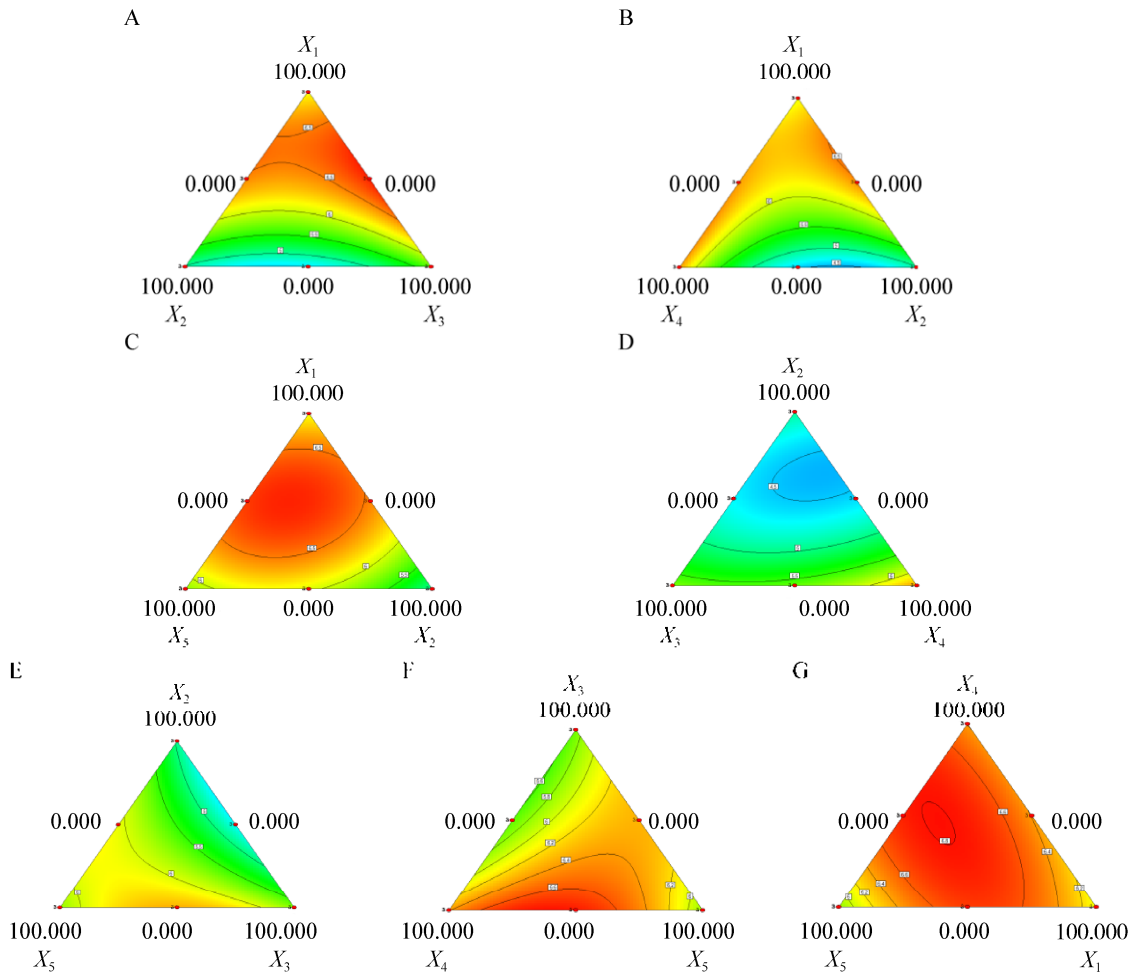 A B
X₁ X₁
100.000 100.000
0.000 0.000 0.000 0.000
100.000 0.000 100.000 100.000 0.000 100.000
X₂ X₃ X₄ X₂
C D
X₁ X₂
100.000 100.000
0.000 0.000 0.000 0.000
100.000 0.000 100.000 100.000 0.000 100.000
X₅ X₂ X₃ X₄
E F G
X₂ X₃ X₄
100.000 100.000 100.000
0.000 0.000 0.000 0.000 0.000 0.000
100.000 0.000 100.000 100.000 0.000 100.000 100.000 0.000 100.000
X₅ X₃ X₄ X₅ X₅ X₁